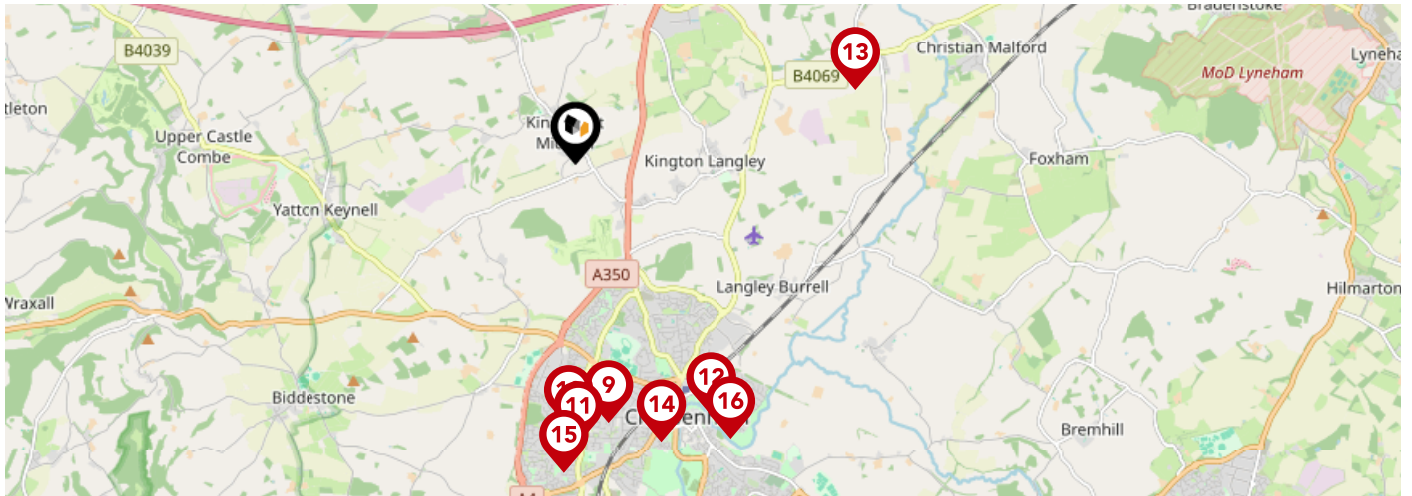 Bradenstoke
B4039
13
Christian Malford
Lyneha
B4069
MoD Lyneham
tleton
Upper Castle
Combe
Kington Langley
Foxham
Yatton Keynell
A350
Langley Burrell
Wraxall
Hilmarton
9
12
11
14
16
Biddestone
15
Bremhill